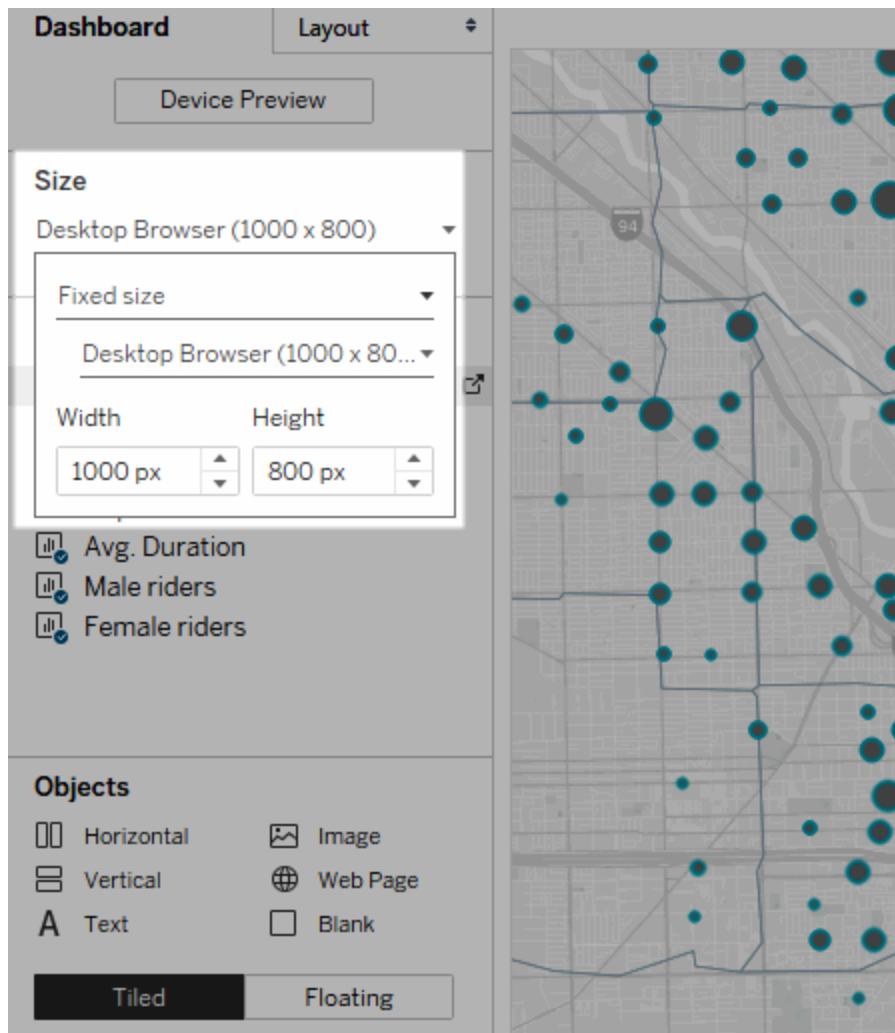 Dashboard
Layout
Device Preview
Size
Desktop Browser (1000 x 800)
Fixed size
Desktop Browser (1000 x 80...
Width
Height
1000 px
800 px
Avg. Duration
Male riders
Female riders
Objects
Horizontal
Image
Vertical
Web Page
A Text
Blank
Tiled
Floating
94